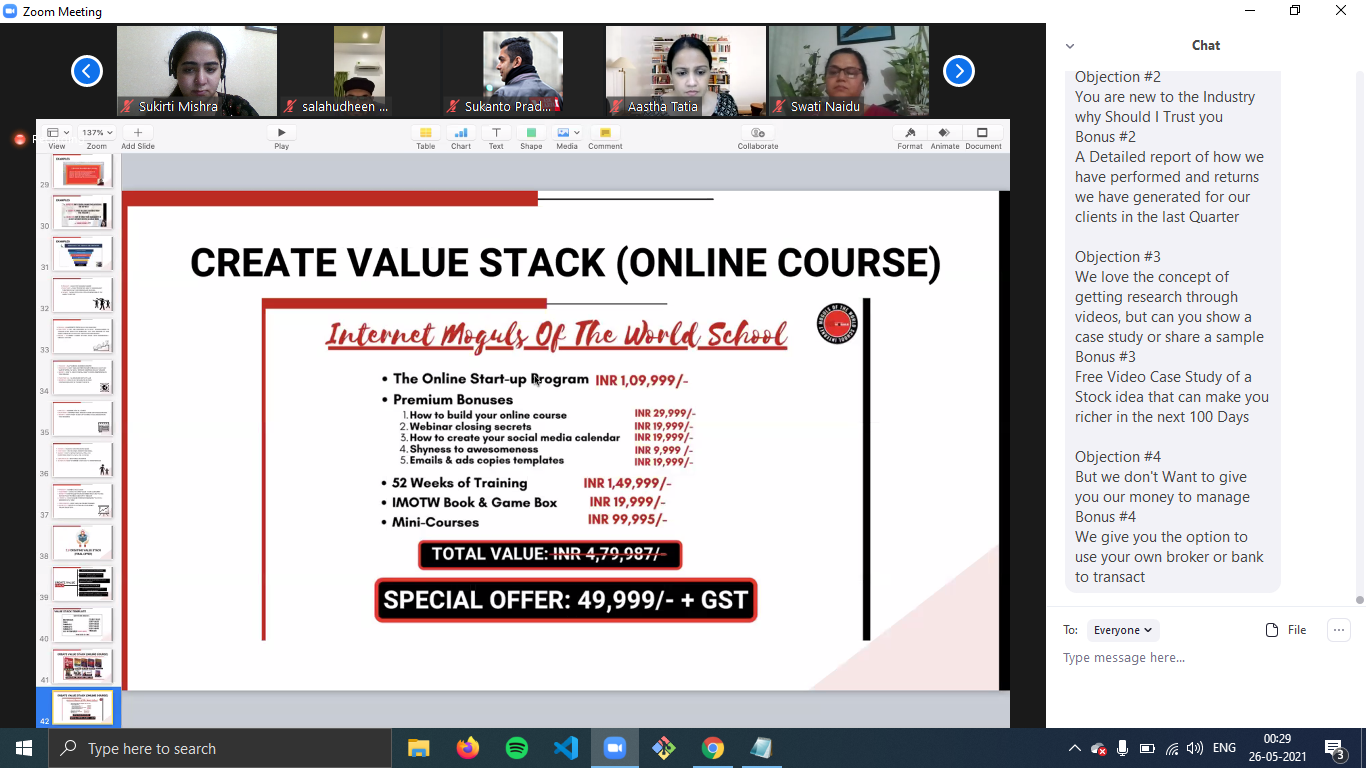 Zoom Meeting
Sukirti Mishra
salahudheen ...
Sukanto Prad...
Aastha Tatia
Swati Naidu
137%
View
Zoom
Add Slide
Play
Table
Chart
Text
Shape
Media
Comment
Collaborate
Format
Animate
Document
29
30
31
32
33
34
35
36
37
38
39
40
41
42
CREATE VALUE STACK (ONLINE COURSE)
Internet Moguls Of The World School
• The Online Start-up Program INR 1,09,999/-
• Premium Bonuses
1. How to build your online course INR 29,999/-
2. Webinar closing secrets INR 19,999/-
3. How to create your social media calendar INR 19,999/-
4. Shyness to awesomeness INR 9,999 /-
5. Emails & ads copies templates INR 19,999/-
• 52 Weeks of Training INR 1,49,999/-
• IMOTW Book & Game Box INR 19,999/-
• Mini-Courses INR 99,995/-
TOTAL VALUE: INR 4,79,987/-
SPECIAL OFFER: 49,999/- + GST
Chat
Objection #2
You are new to the Industry
why Should I Trust you
Bonus #2
A Detailed report of how we
have performed and returns
we have generated for our
clients in the last Quarter
Objection #3
We love the concept of
getting research through
videos, but can you show a
case study or share a sample
Bonus #3
Free Video Case Study of a
Stock idea that can make you
richer in the next 100 Days
Objection #4
But we don't Want to give
you our money to manage
Bonus #4
We give you the option to
use your own broker or bank
to transact
To: Everyone
File
Type message here...
Type here to search
ENG
00:29
26-05-2021
3